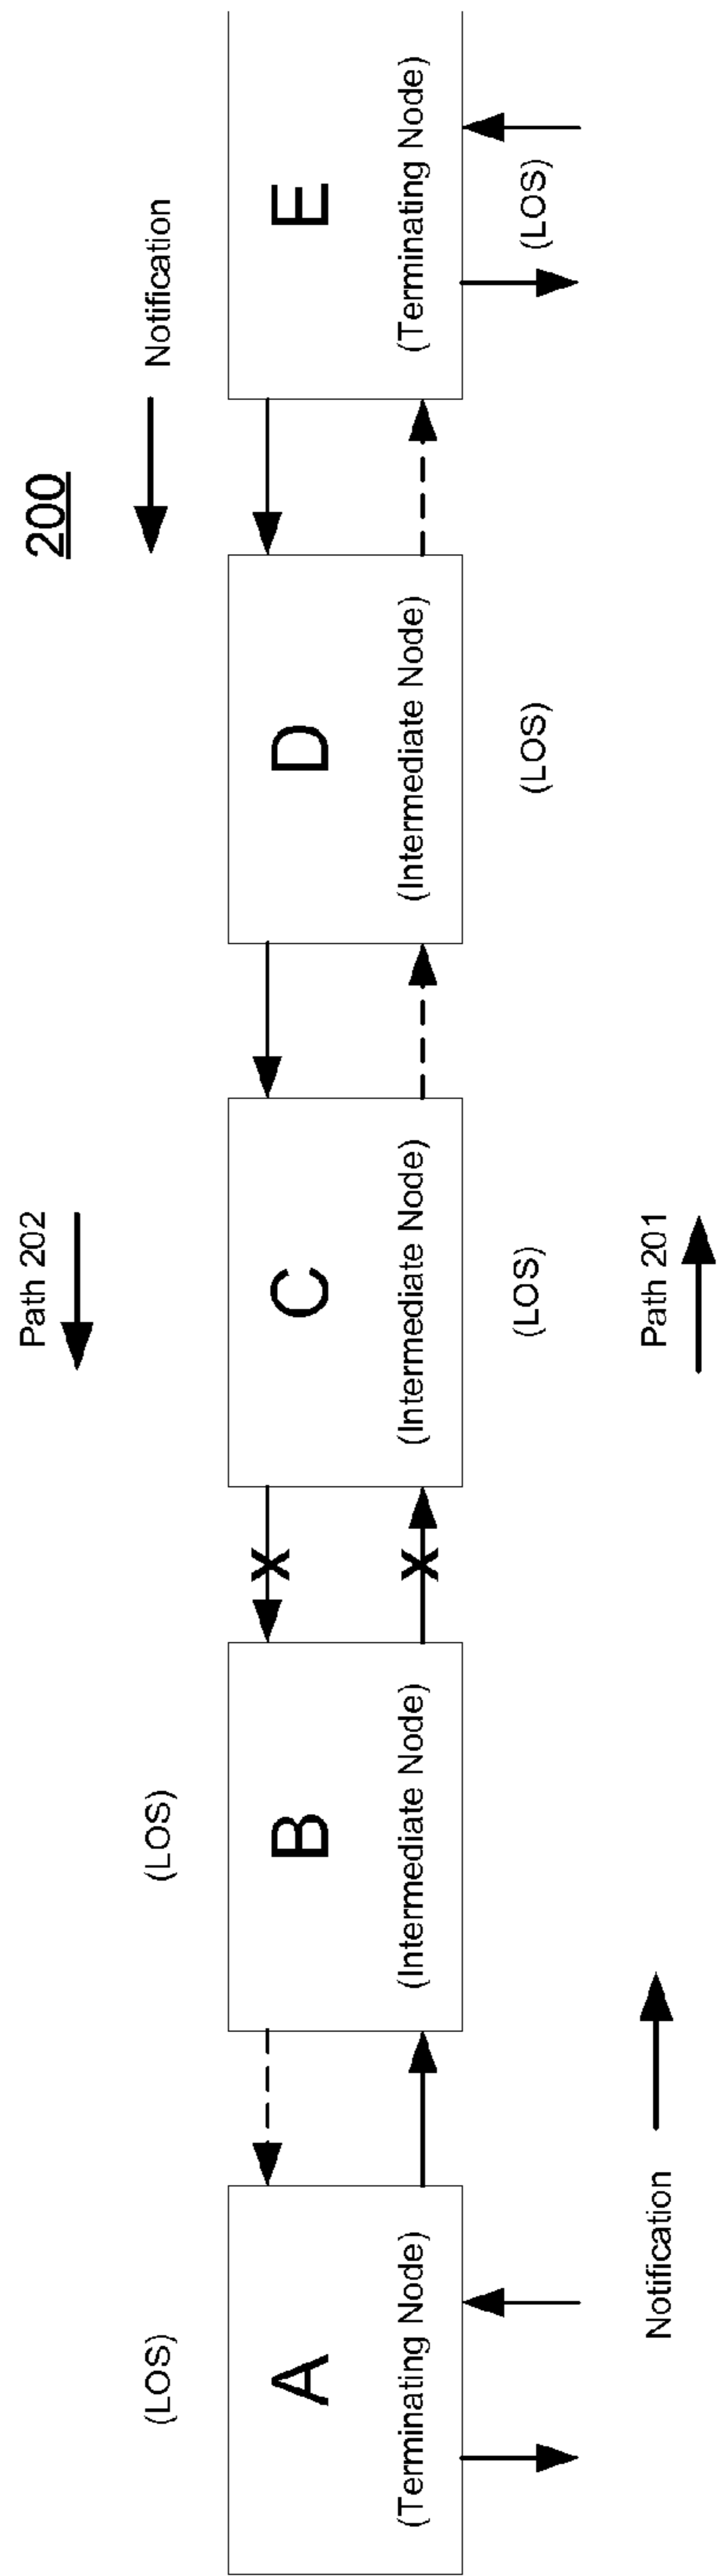 200
Path 202
Notification
(LOS)
(LOS)
A
(Terminating Node)
B
(Intermediate Node)
C
(Intermediate Node)
D
(Intermediate Node)
E
(Terminating Node)
(LOS)
(LOS)
(LOS)
Notification
Path 201